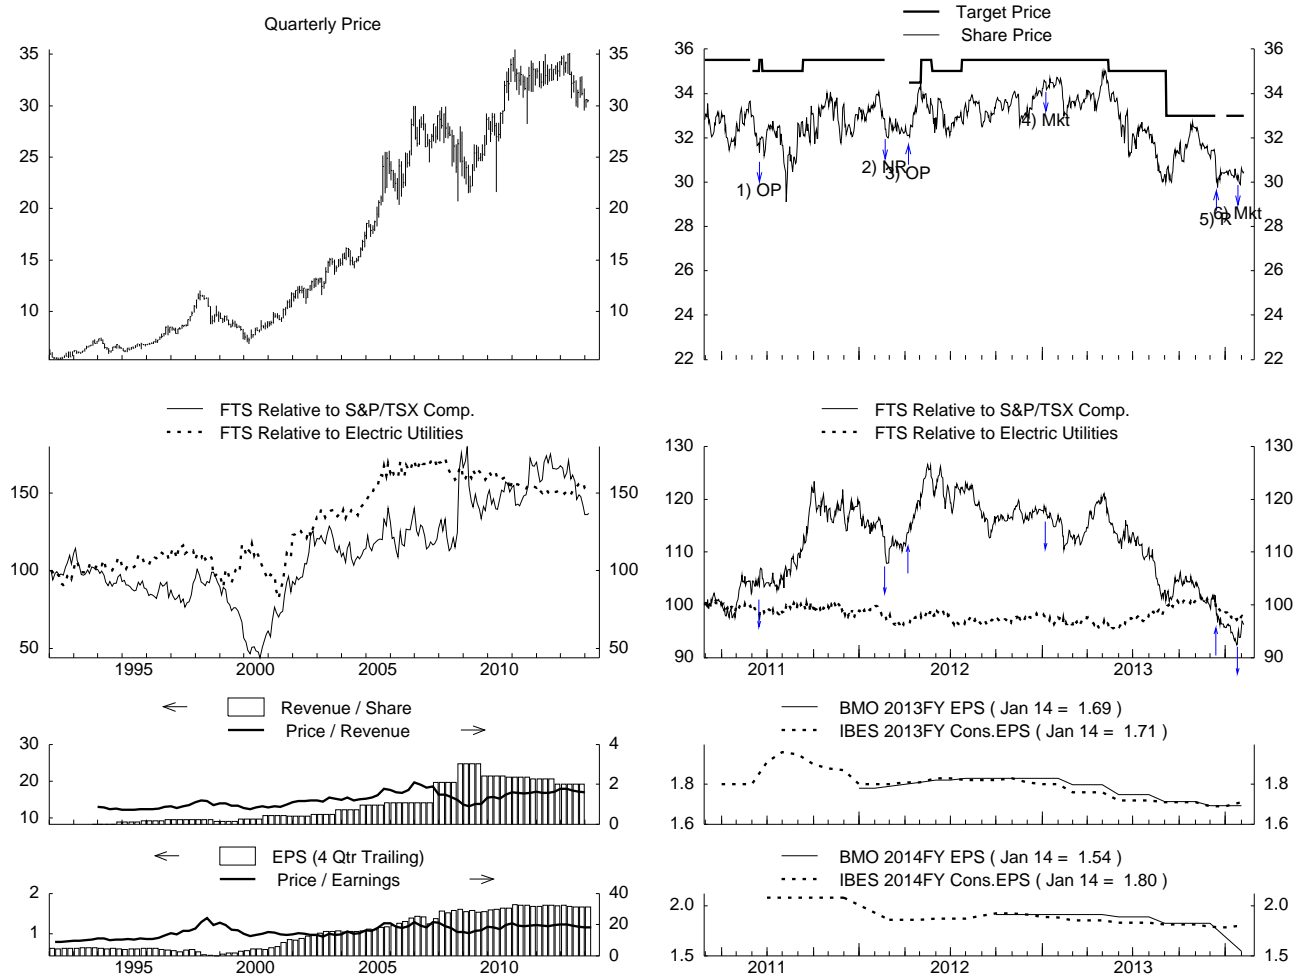 Quarterly Price
35 35
30 30
25 25
20 20
15 15
10 10
Target Price
Share Price
36 36
34 34
32 32
30 30
28 28
26 26
24 24
22 22
1) OP
2) NR
3) OP
4) Mkt
5) R
6) Mkt
FTS Relative to S&P/TSX Comp.
FTS Relative to Electric Utilities
150 150
100 100
50 50
1995 2000 2005 2010
FTS Relative to S&P/TSX Comp.
FTS Relative to Electric Utilities
130 130
120 120
110 110
100 100
90 90
2011 2012 2013
Revenue / Share
Price / Revenue
30 4
20 2
10 0
BMO 2013FY EPS ( Jan 14 = 1.69 )
IBES 2013FY Cons.EPS ( Jan 14 = 1.71 )
1.8 1.8
1.6 1.6
EPS (4 Qtr Trailing)
Price / Earnings
2 40
1 20
0
1995 2000 2005 2010
BMO 2014FY EPS ( Jan 14 = 1.54 )
IBES 2014FY Cons.EPS ( Jan 14 = 1.80 )
2.0 2.0
1.5 1.5
2011 2012 2013